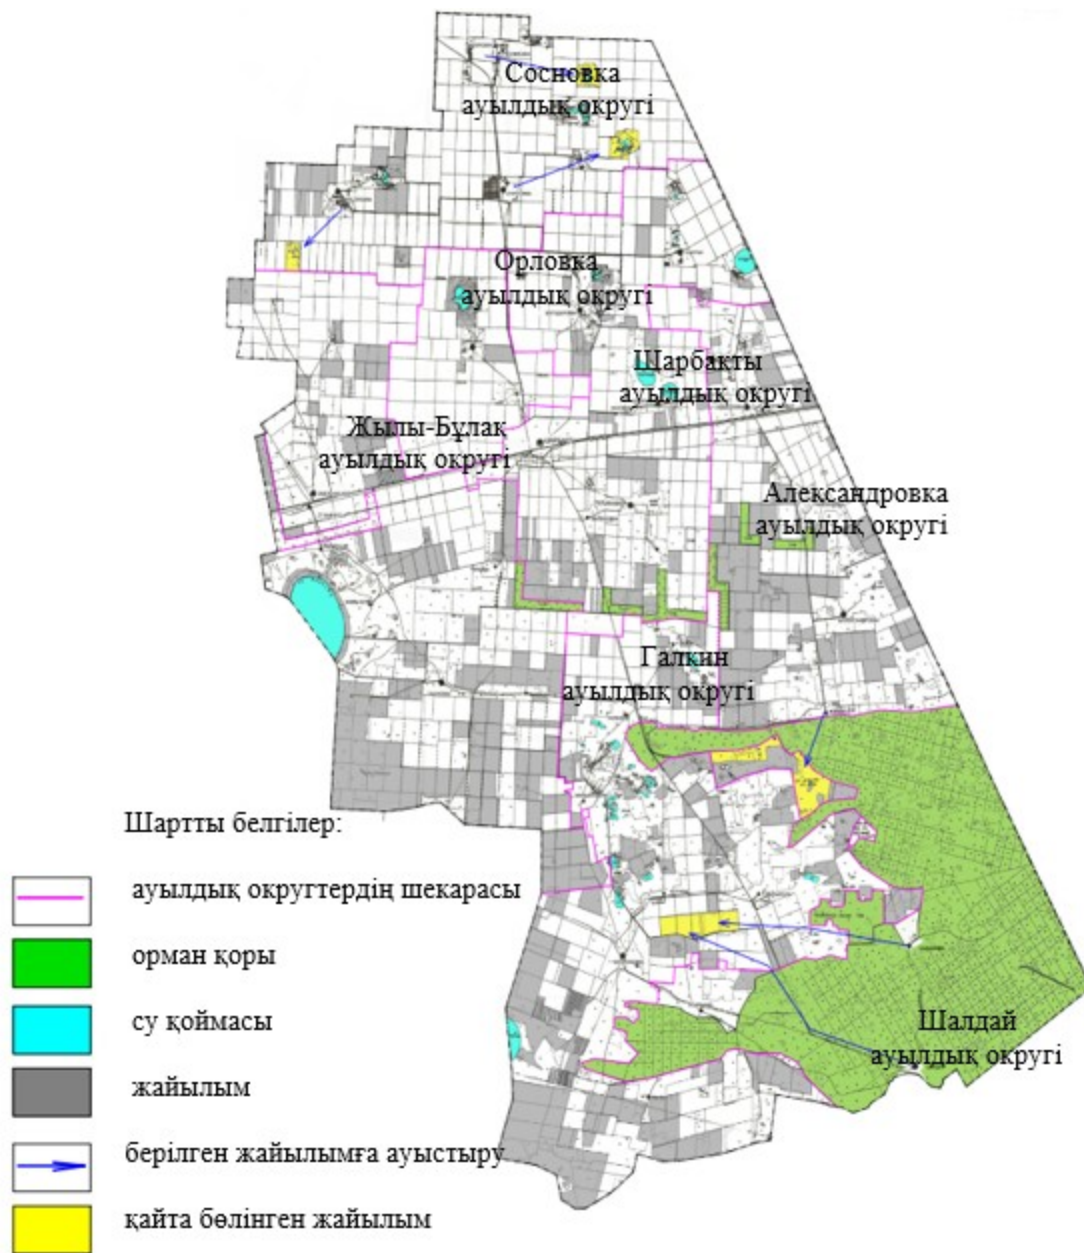 Сосновка
ауылдық округі
Орловка
ауылдық округі
Щарбакты
ауылдық округі
Жылы-Бұлақ
ауылдық округі
Александровка
ауылдық округі
Галкин
ауылдық округі
Шалдай
ауылдық округі
Шартты белгілер:
ауылдық округтердің шекарасы
орман қоры
су қоймасы
жайылым
берілген жайылымға ауыстыру
қайта бөлінген жайылым